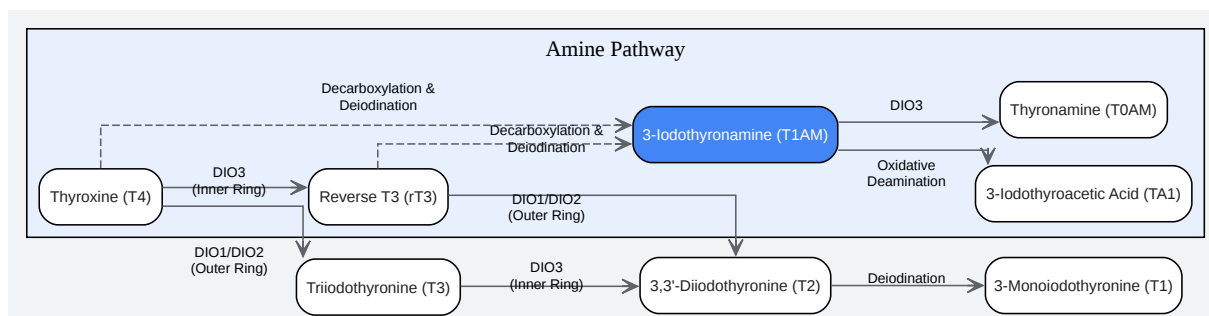 Amine Pathway
Decarboxylation &
Deiodination
Decarboxylation &
Deiodination
3-Iodothyronamine (T1AM)
DIO3
Thyronamine (T0AM)
Oxidative
Deamination
3-Iodothyroacetic Acid (TA1)
Thyroxine (T4)
DIO3
(Inner Ring)
Reverse T3 (rT3)
DIO1/DIO2
(Outer Ring)
DIO1/DIO2
(Outer Ring)
Triiodothyronine (T3)
DIO3
(Inner Ring)
3,3'-Diiodothyronine (T2)
Deiodination
3-Monoiodothyronine (T1)